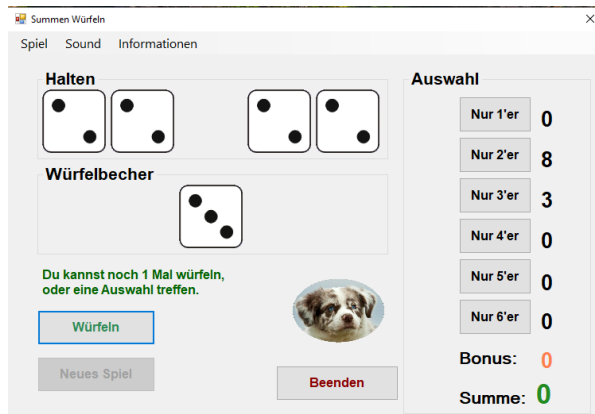 Summen Würfeln
Spiel Sound Informationen
Halten
Würfelbecher
Du kannst noch 1 Mal würfeln,
oder eine Auswahl treffen.
Würfeln
Neues Spiel
Beenden
Auswahl
Nur 1'er 0
Nur 2'er 8
Nur 3'er 3
Nur 4'er 0
Nur 5'er 0
Nur 6'er 0
Bonus: 0
Summe: 0